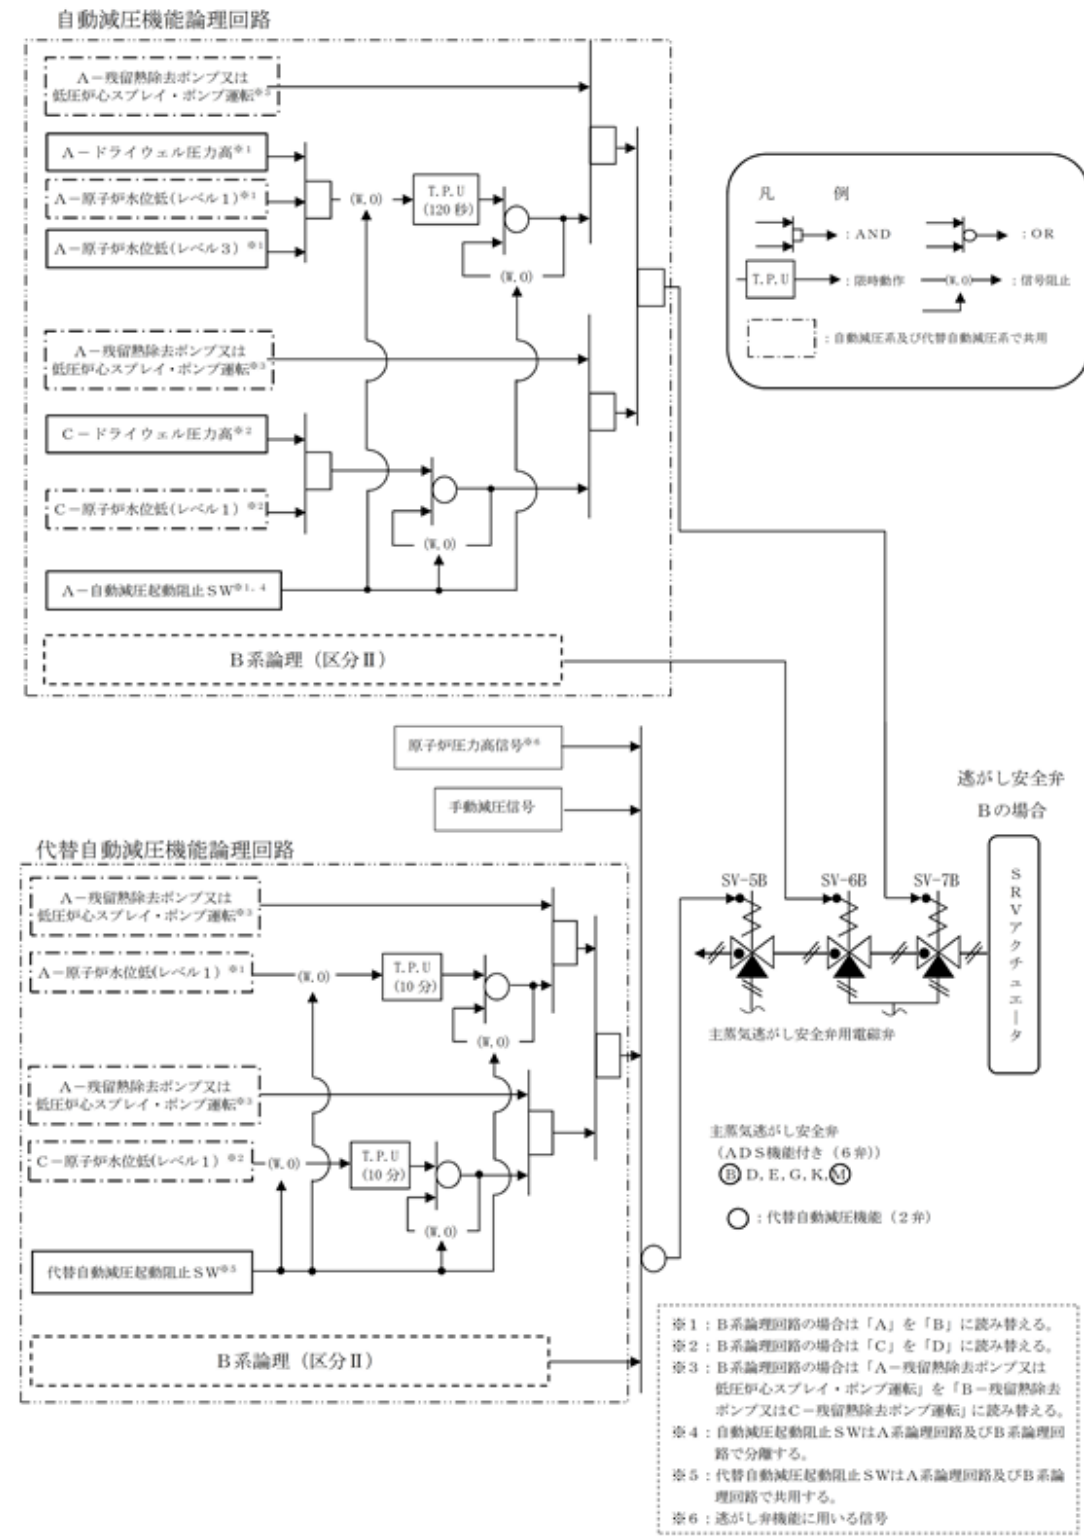 自動減圧機能論理回路
A－残留熱除去ポンプ又は
低圧炉心スプレイ・ポンプ運転※3
A－ドライウェル圧力高※1
A－原子炉水位低(レベル1)※1
A－原子炉水位低(レベル3)※1
(W.O)
T.P.U
(120秒)
(W.O)
A－残留熱除去ポンプ又は
低圧炉心スプレイ・ポンプ運転※3
C－ドライウェル圧力高※2
C－原子炉水位低(レベル1)※2
(W.O)
A－自動減圧起動阻止SW※1，4
B系論理（区分Ⅱ）
凡　例
：AND
：OR
T.P.U
：限時動作
(W.O)
：信号阻止
：自動減圧系及び代替自動減圧系で共用
原子炉圧力高信号※6
手動減圧信号
代替自動減圧機能論理回路
A－残留熱除去ポンプ又は
低圧炉心スプレイ・ポンプ運転※3
A－原子炉水位低(レベル1)※1
(W.O)
T.P.U
(10分)
(W.O)
A－残留熱除去ポンプ又は
低圧炉心スプレイ・ポンプ運転※3
C－原子炉水位低(レベル1)※2
(W.O)
T.P.U
(10分)
(W.O)
代替自動減圧起動阻止SW※5
B系論理（区分Ⅱ）
逃がし安全弁
Bの場合
SV-5B
SV-6B
SV-7B
SRVアクチュエータ
主蒸気逃がし安全弁用電磁弁
主蒸気逃がし安全弁
(ADS機能付き（6弁）)
B, D, E, G, K, M
：代替自動減圧機能（2弁）
※1：B系論理回路の場合は「A」を「B」に読み替える。
※2：B系論理回路の場合は「C」を「D」に読み替える。
※3：B系論理回路の場合は「A－残留熱除去ポンプ又は
低圧炉心スプレイ・ポンプ運転」を「B－残留熱除去
ポンプ又はC－残留熱除去ポンプ運転」に読み替える。
※4：自動減圧起動阻止SWはA系論理回路及びB系論理回
路で分離する。
※5：代替自動減圧起動阻止SWはA系論理回路及びB系論
理回路で共用する。
※6：逃がし弁機能に用いる信号